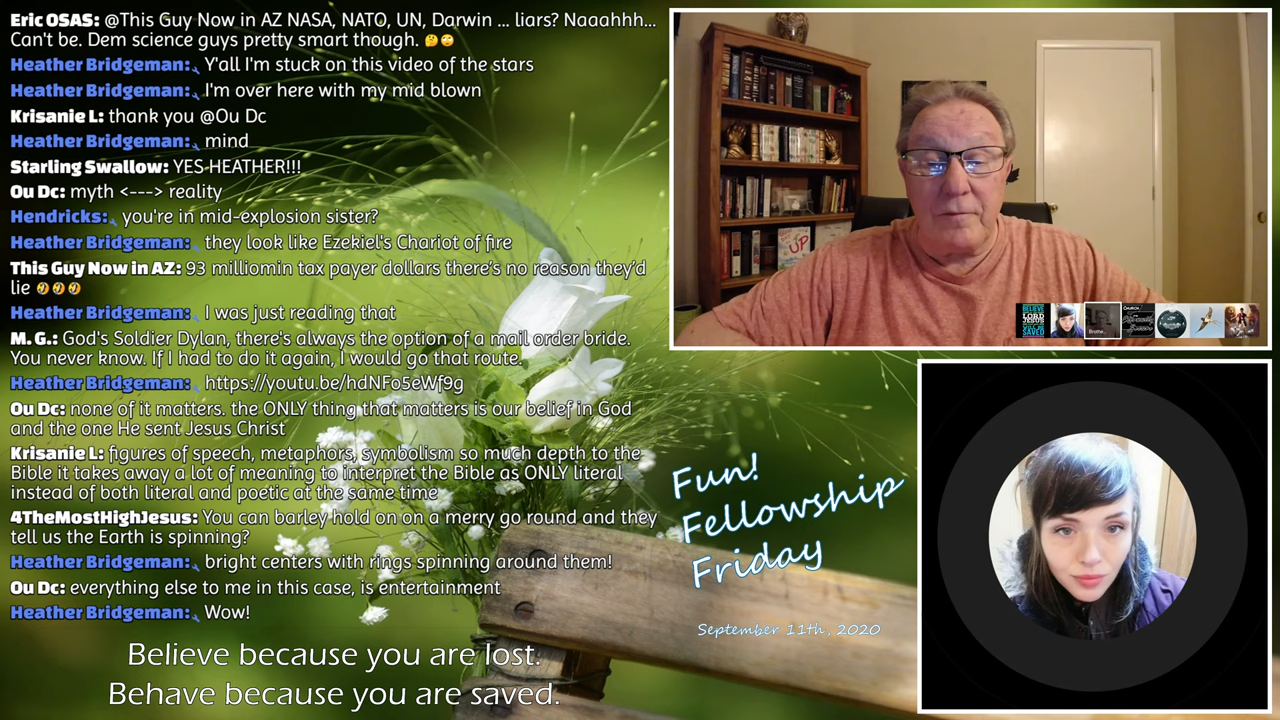 Eric OSAS: @This Guy Now in AZ NASA, NATO, UN, Darwin ... liars? Naaahhh...
Can't be. Dem science guys pretty smart though. 🤔🙄
Heather Bridgeman: Y'all I'm stuck on this video of the stars
Heather Bridgeman: I'm over here with my mid blown
Krisanie L: thank you @Ou Dc
Heather Bridgeman: mind
Starling Swallow: YES HEATHER!!!
Ou Dc: myth <---> reality
Hendricks: you're in mid-explosion sister?
Heather Bridgeman: they look like Ezekiel's Chariot of fire
This Guy Now in AZ: 93 milliomin tax payer dollars there's no reason they'd
lie 🤣🤣🤣
Heather Bridgeman: I was just reading that
M. G.: God's Soldier Dylan, there's always the option of a mail order bride.
You never know. If I had to do it again, I would go that route.
Heather Bridgeman: https://youtu.be/hdNFo5eWf9g
Ou Dc: none of it matters. the ONLY thing that matters is our belief in God
and the one He sent Jesus Christ
Krisanie L: figures of speech, metaphors, symbolism so much depth to the
Bible it takes away a lot of meaning to interpret the Bible as ONLY literal
instead of both literal and poetic at the same time
4TheMostHighJesus: You can barley hold on on a merry go round and they
tell us the Earth is spinning?
Heather Bridgeman: bright centers with rings spinning around them!
Ou Dc: everything else to me in this case, is entertainment
Heather Bridgeman: Wow!
Believe because you are lost.
Behave because you are saved.
UP
BELIEVE
LORD
JESUS
SAVED
Brothe...
CHURCH
Fun!
Fellowship
Friday
September 11th, 2020